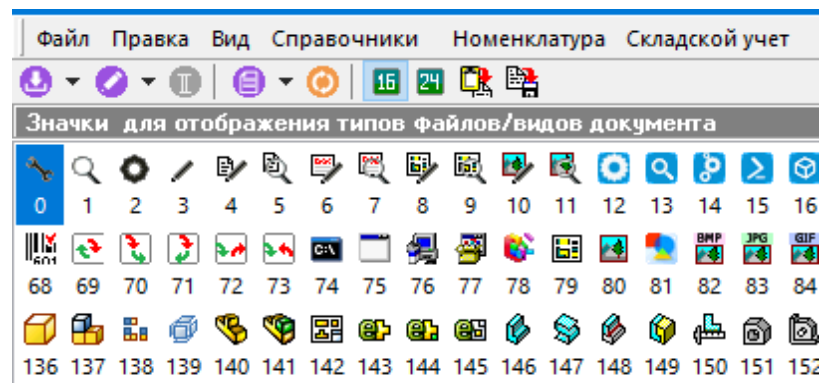 Файл Правка Вид Справочники Номенклатура Складской учет
16 24
Значки для отображения типов файлов/видов документа
0 1 2 3 4 5 6 7 8 9 10 11 12 13 14 15 16
601 C:\ BMP JPG GIF
68 69 70 71 72 73 74 75 76 77 78 79 80 81 82 83 84
136 137 138 139 140 141 142 143 144 145 146 147 148 149 150 151 152